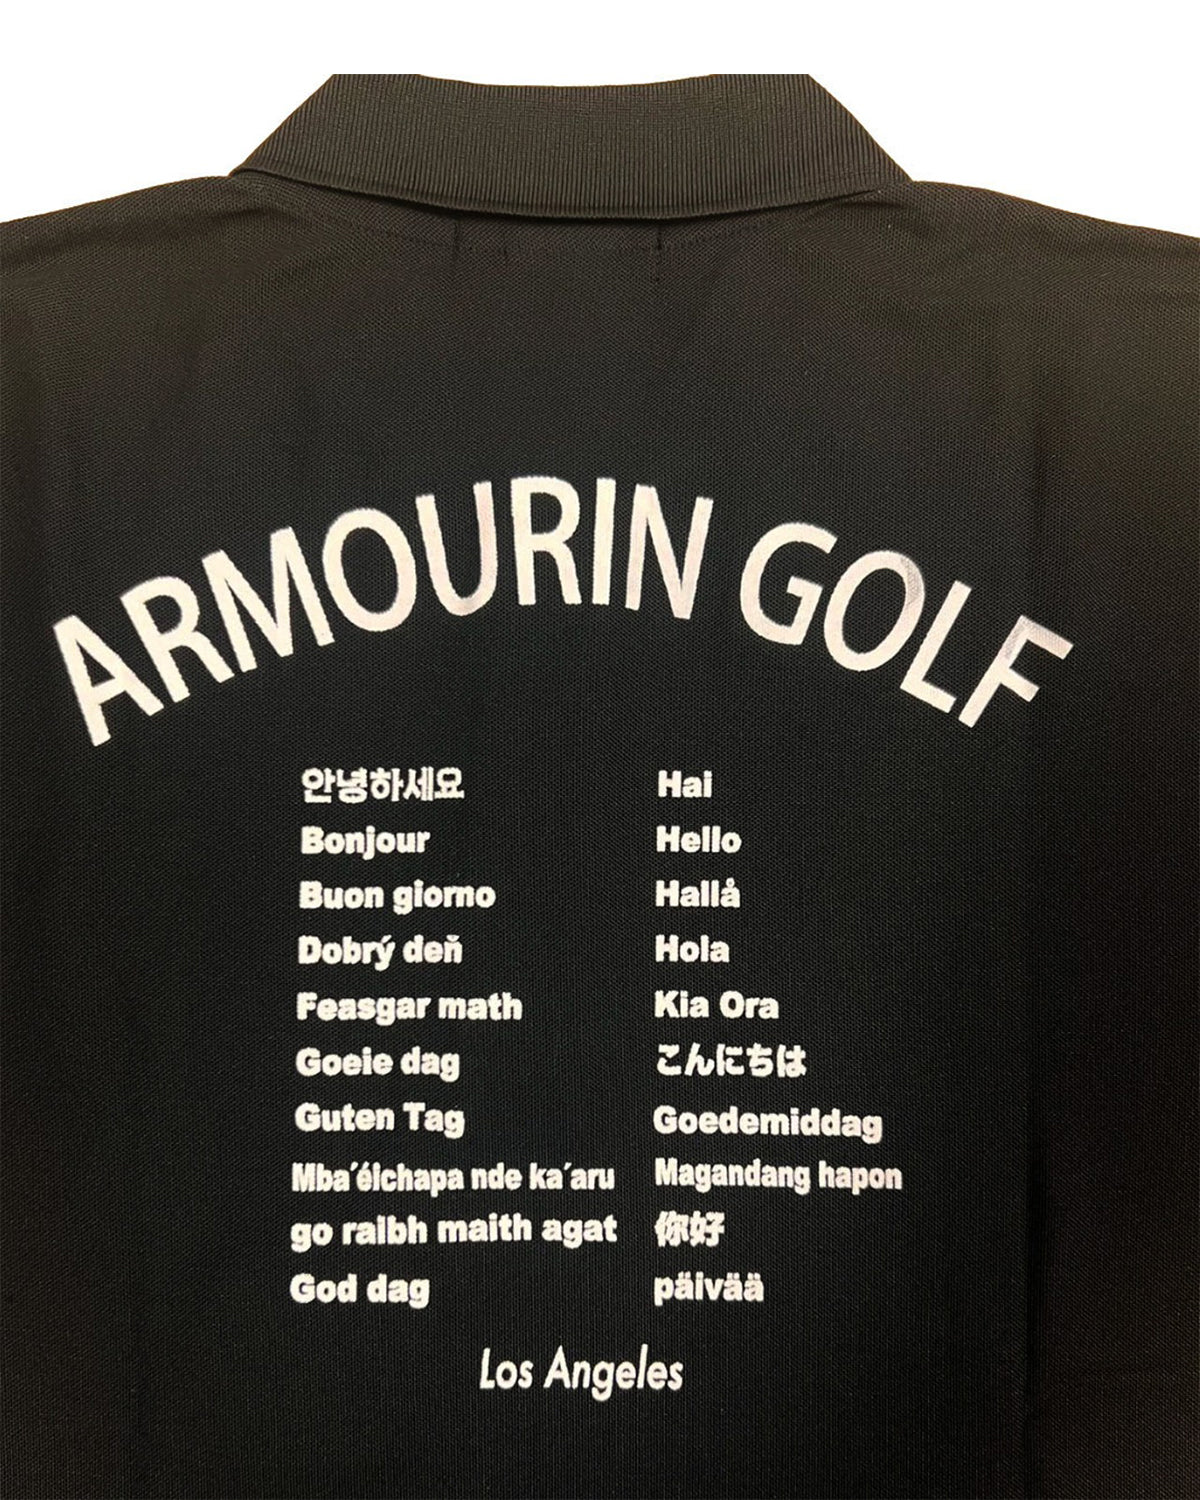 ARMOURIN GOLF
안녕하세요
Bonjour
Buon giorno
Dobrý deň
Feasgar math
Goeie dag
Guten Tag
Mba´éichapa nde ka´aru
go raibh maith agat
God dag
Hai
Hello
Hallå
Hola
Kia Ora
こんにちは
Goedemiddag
Magandang hapon
你好
päivää
Los Angeles